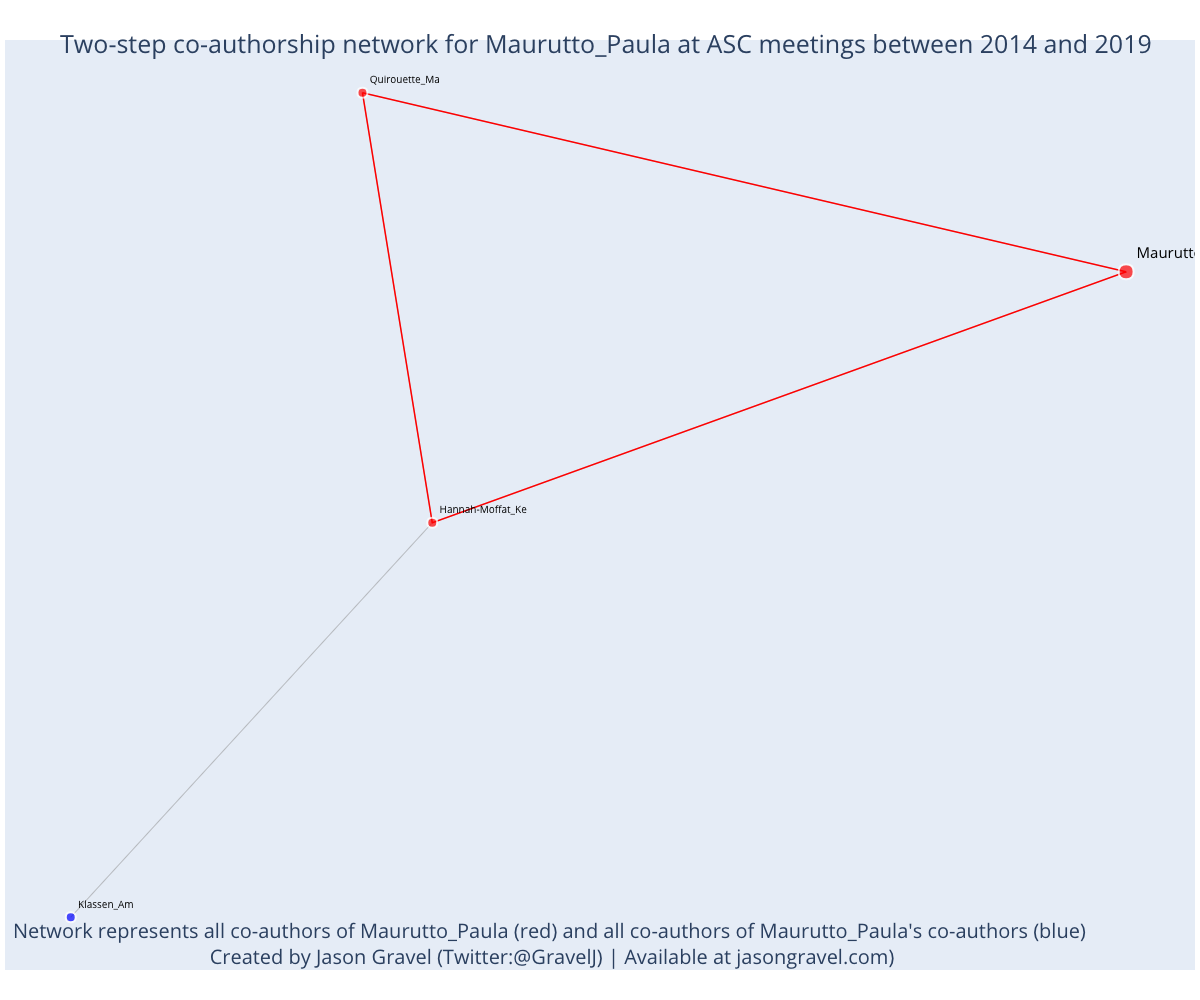 Two-step co-authorship network for Maurutto_Paula at ASC meetings between 2014 and 2019
Quirouette_Ma
Maurutt
Hannah-Moffat_Ke
Klassen_Am
Network represents all co-authors of Maurutto_Paula (red) and all co-authors of Maurutto_Paula's co-authors (blue)
Created by Jason Gravel (Twitter:@GravelJ) | Available at jasongravel.com)